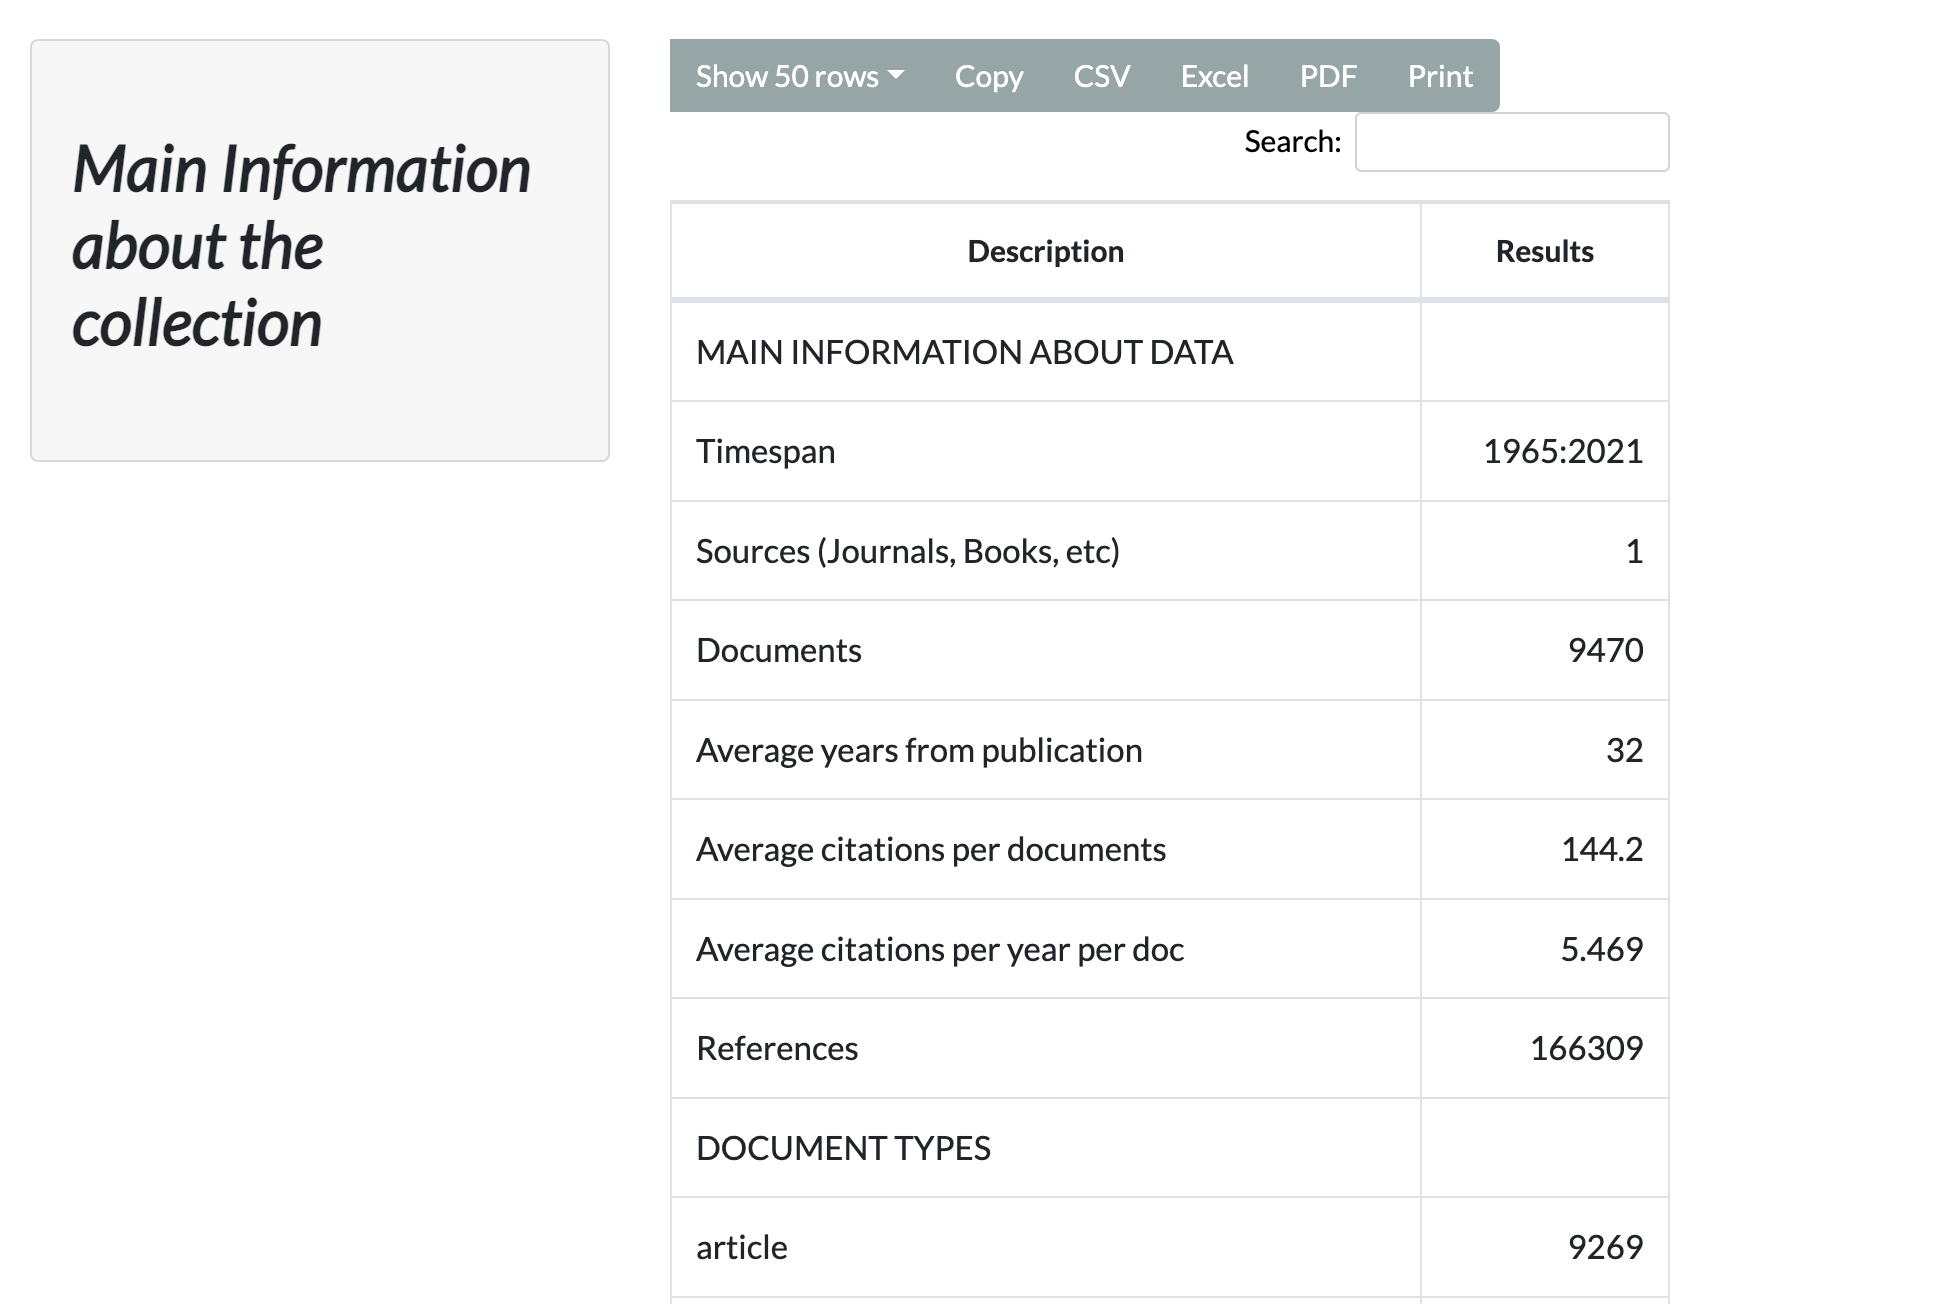 Main Information
about the
collection
Show 50 rows Copy CSV Excel PDF Print
Search:
Description Results
MAIN INFORMATION ABOUT DATA
Timespan 1965:2021
Sources (Journals, Books, etc) 1
Documents 9470
Average years from publication 32
Average citations per documents 144.2
Average citations per year per doc 5.469
References 166309
DOCUMENT TYPES
article 9269